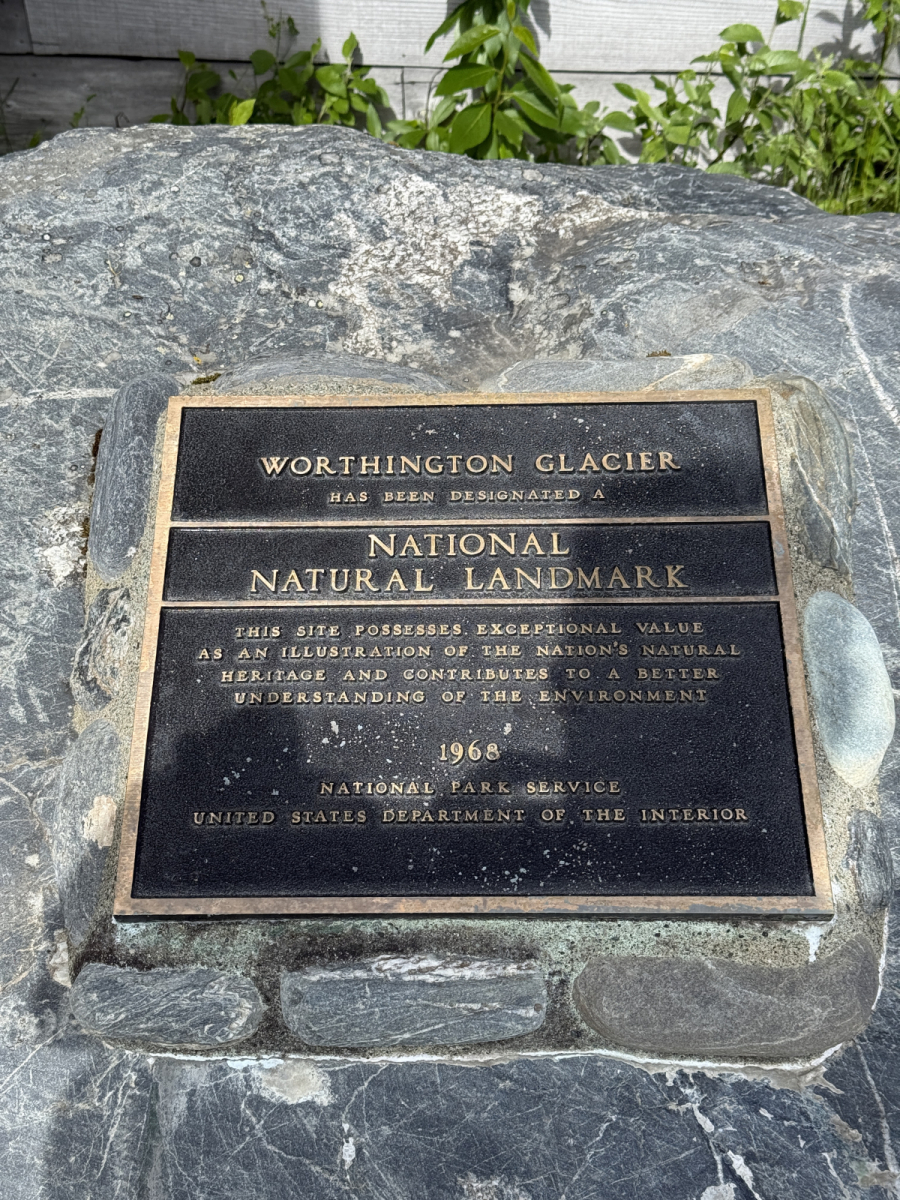 WORTHINGTON GLACIER
HAS BEEN DESIGNATED A
NATIONAL
NATURAL LANDMARK
THIS SITE POSSESSES EXCEPTIONAL VALUE
AS AN ILLUSTRATION OF THE NATION'S NATURAL
HERITAGE AND CONTRIBUTES TO A BETTER
UNDERSTANDING OF THE ENVIRONMENT
1968
NATIONAL PARK SERVICE
UNITED STATES DEPARTMENT OF THE INTERIOR